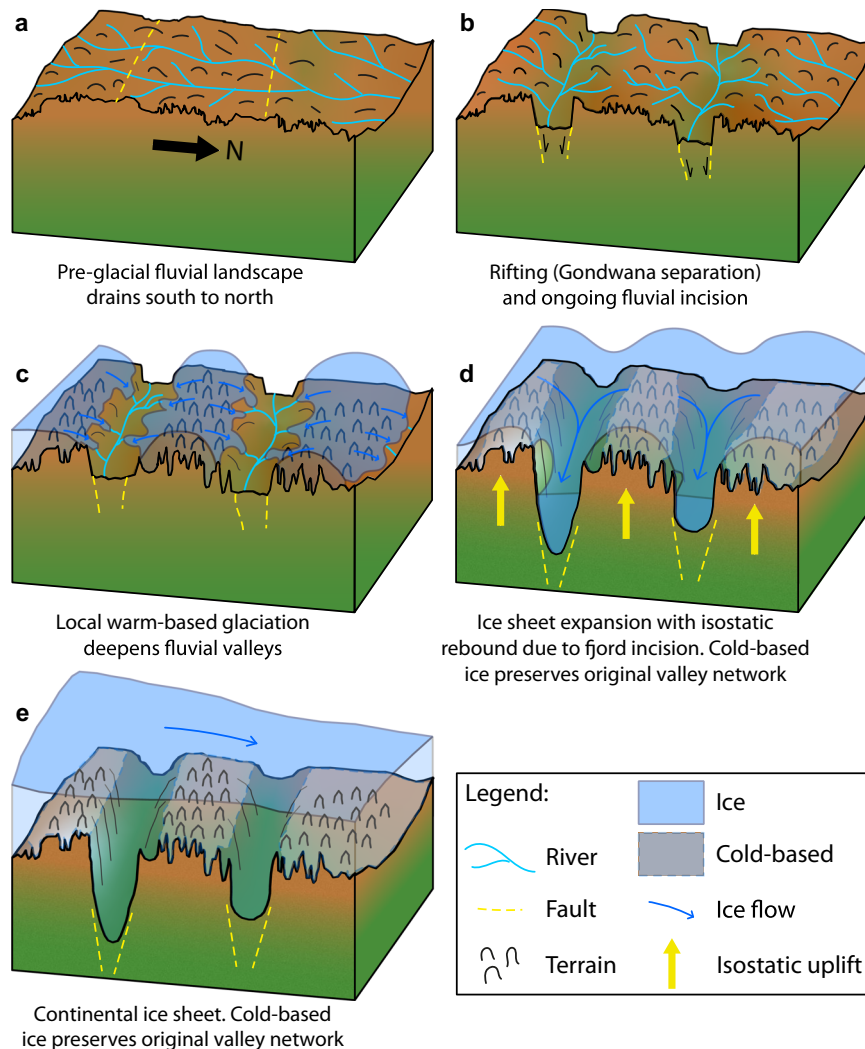 a
N
Pre-glacial fluvial landscape
drains south to north
b
Rifting (Gondwana separation)
and ongoing fluvial incision
c
Local warm-based glaciation
deepens fluvial valleys
d
Ice sheet expansion with isostatic
rebound due to fjord incision. Cold-based
ice preserves original valley network
e
Continental ice sheet. Cold-based
ice preserves original valley network
Legend:
River
Fault
Terrain
Ice
Cold-based
Ice flow
Isostatic uplift